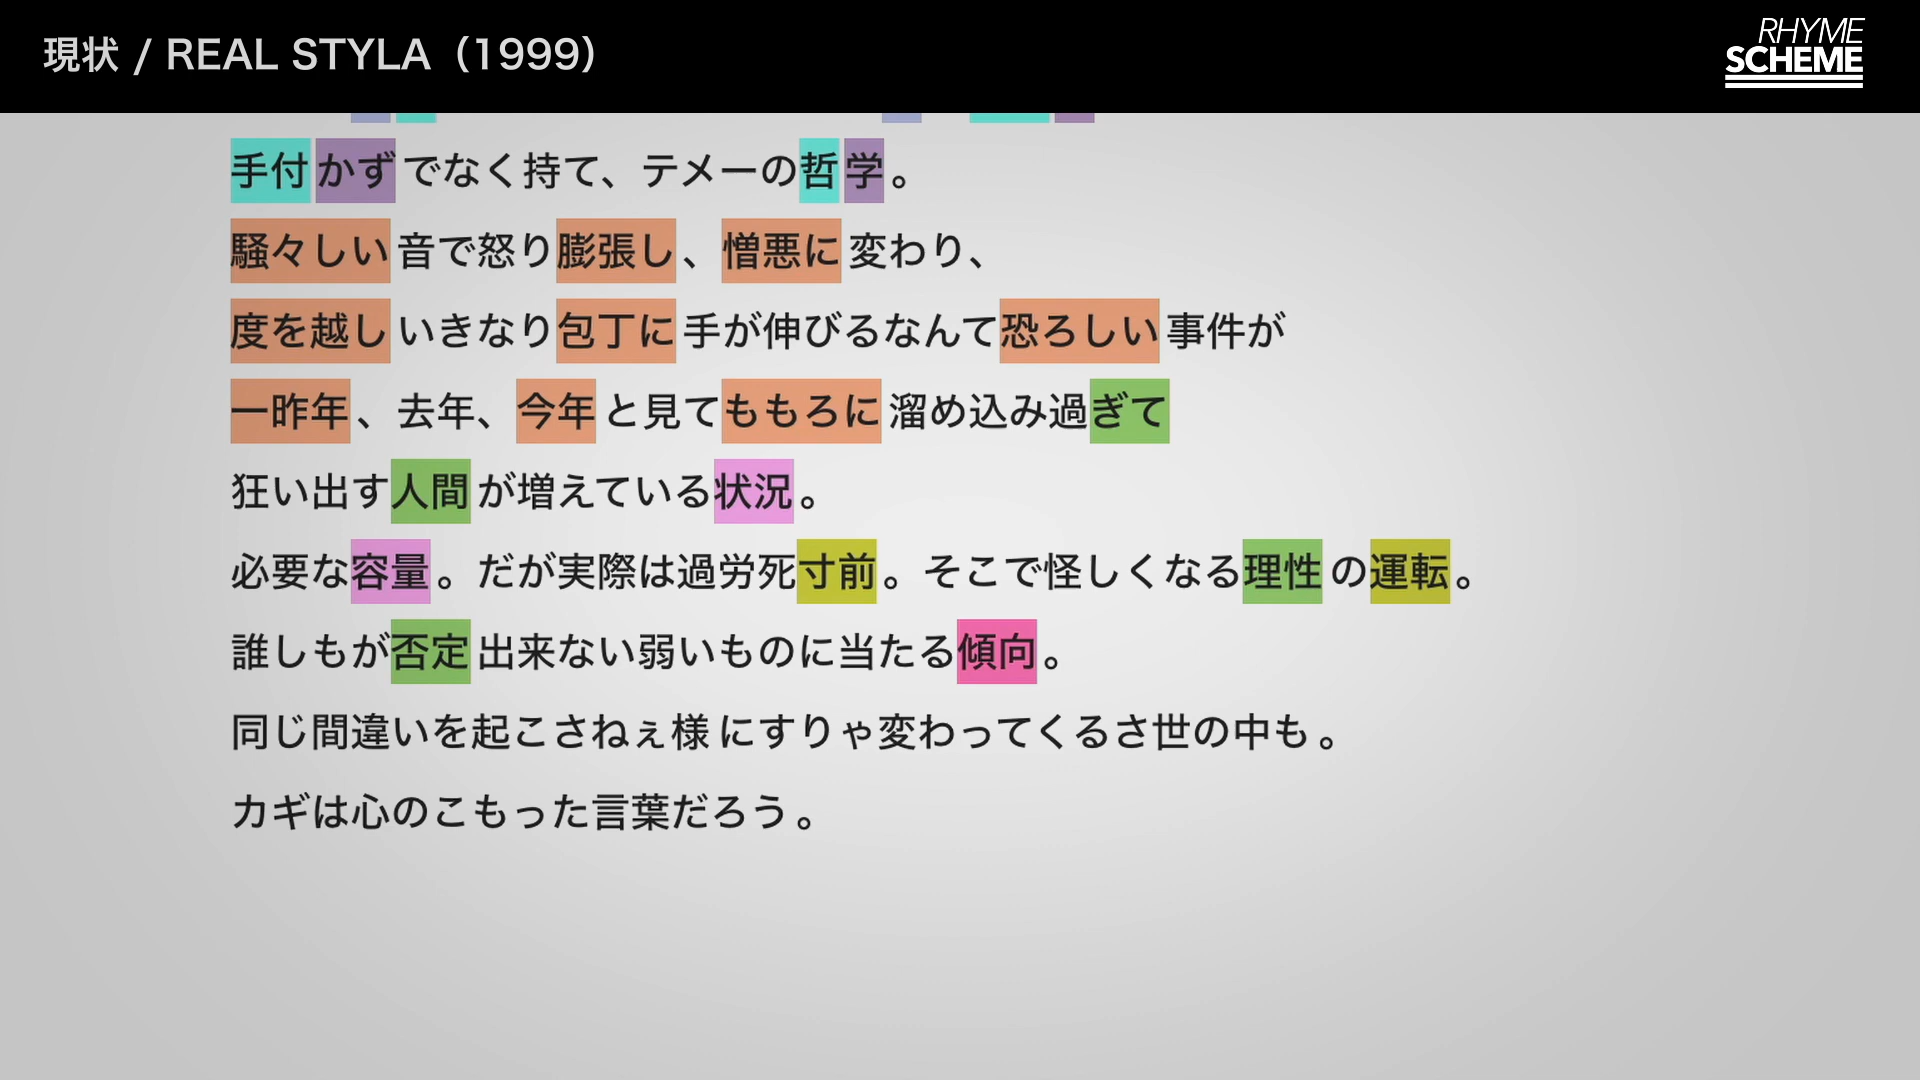 現状 / REAL STYLA（1999）
RHYME
SCHEME
手付かずでなく持て、テメーの哲学。
騒々しい音で怒り膨張し、憎悪に変わり、
度を越しいきなり包丁に手が伸びるなんて恐ろしい事件が
一昨年、去年、今年と見てももろに溜め込み過ぎて
狂い出す人間が増えている状況。
必要な容量。だが実際は過労死寸前。そこで怪しくなる理性の運転。
誰しもが否定出来ない弱いものに当たる傾向。
同じ間違いを起こさねぇ様にすりゃ変わってくるさ世の中も。
カギは心のこもった言葉だろう。